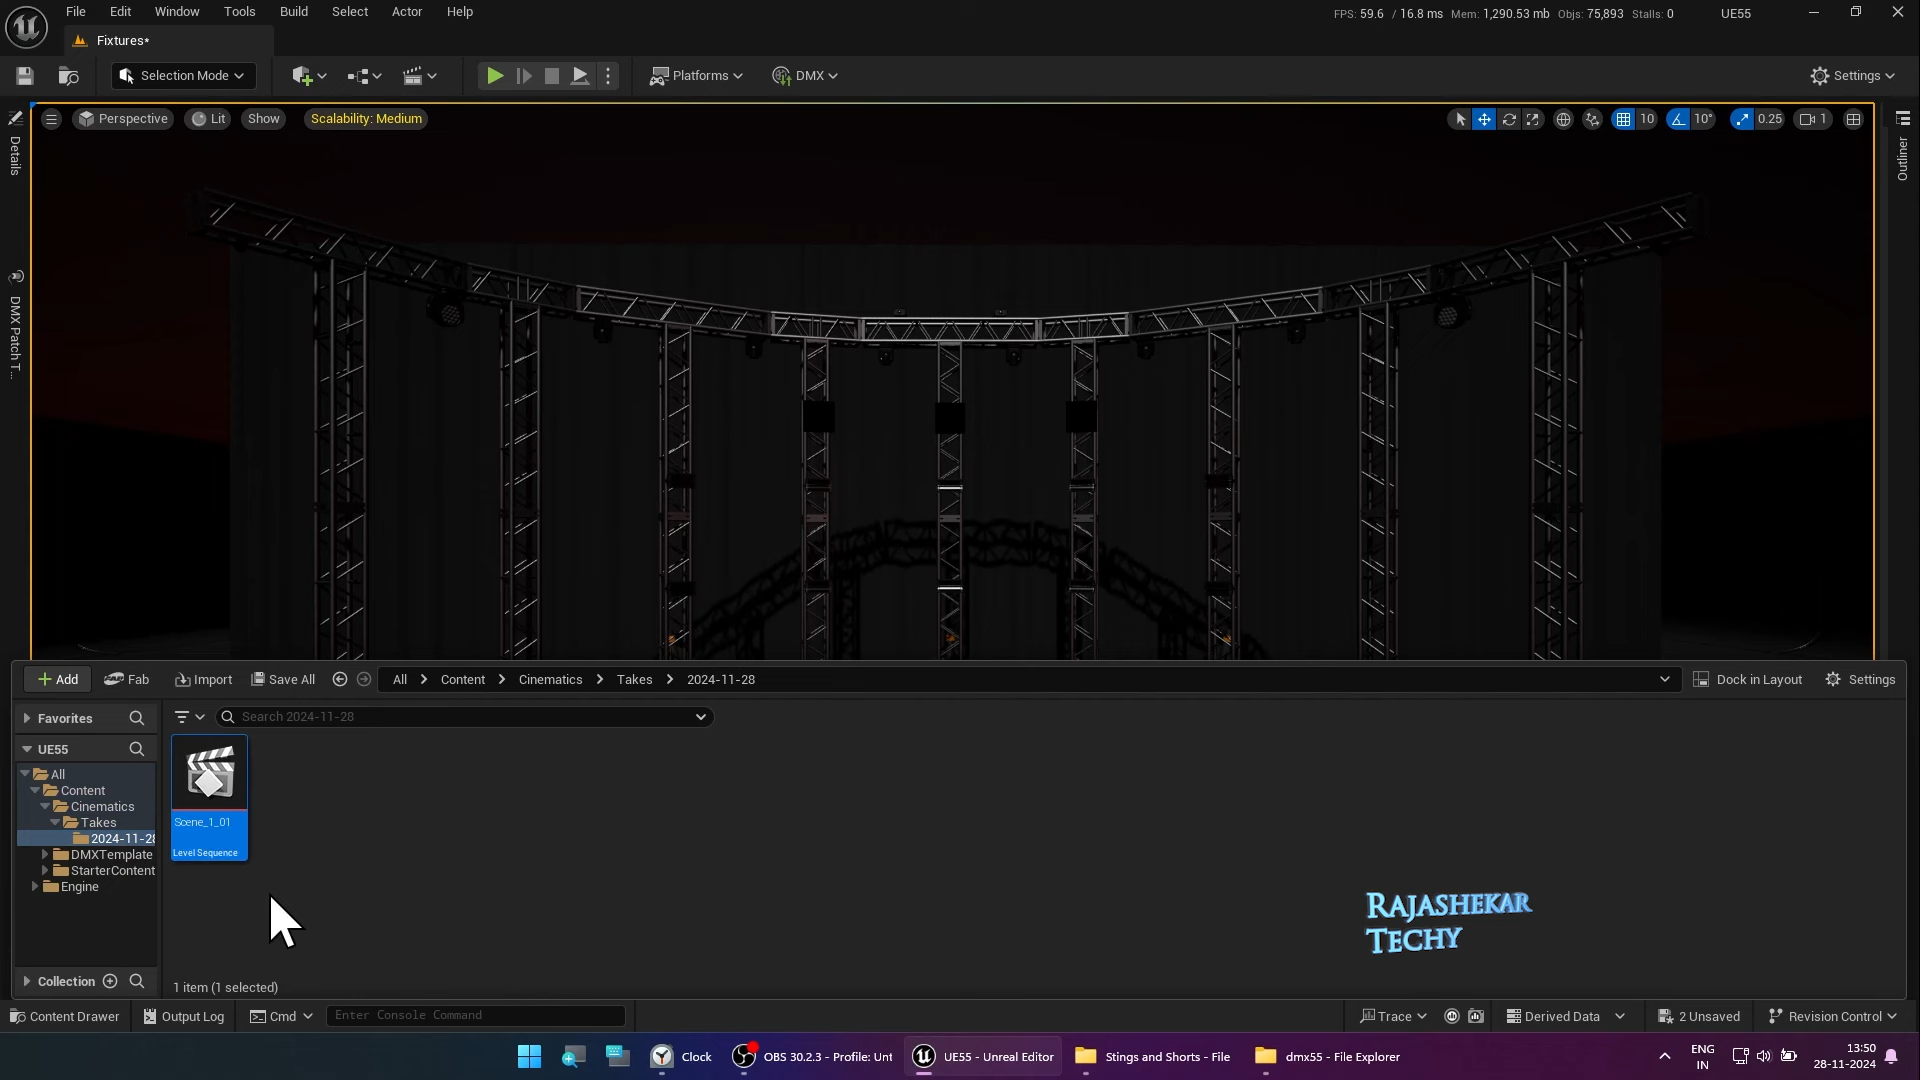 File Edit Window Tools Build Select Actor Help
FPS: 59.6 / 16.8 ms Mem: 1,290.53 mb Objs: 75,893 Stalls: 0
UE55
Fixtures*
Selection Mode
Platforms
DMX
Settings
Perspective
Lit
Show
Scalability: Medium
10
10°
0.25
1
Details
DMX Patch T...
Outliner
Add
Fab
Import
Save All
All > Content > Cinematics > Takes > 2024-11-28
Dock in Layout
Settings
Favorites
Search 2024-11-28
UE55
All
Content
Cinematics
Takes
2024-11-28
DMXTemplate
StarterContent
Engine
Scene_1_01
Level Sequence
RAJASHEKAR
TECHY
Collection
1 item (1 selected)
Content Drawer
Output Log
Cmd
Enter Console Command
Trace
Derived Data
2 Unsaved
Revision Control
Clock
OBS 30.2.3 - Profile: Unt
UE55 - Unreal Editor
Stings and Shorts - File
dmx55 - File Explorer
ENG
IN
13:50
28-11-2024